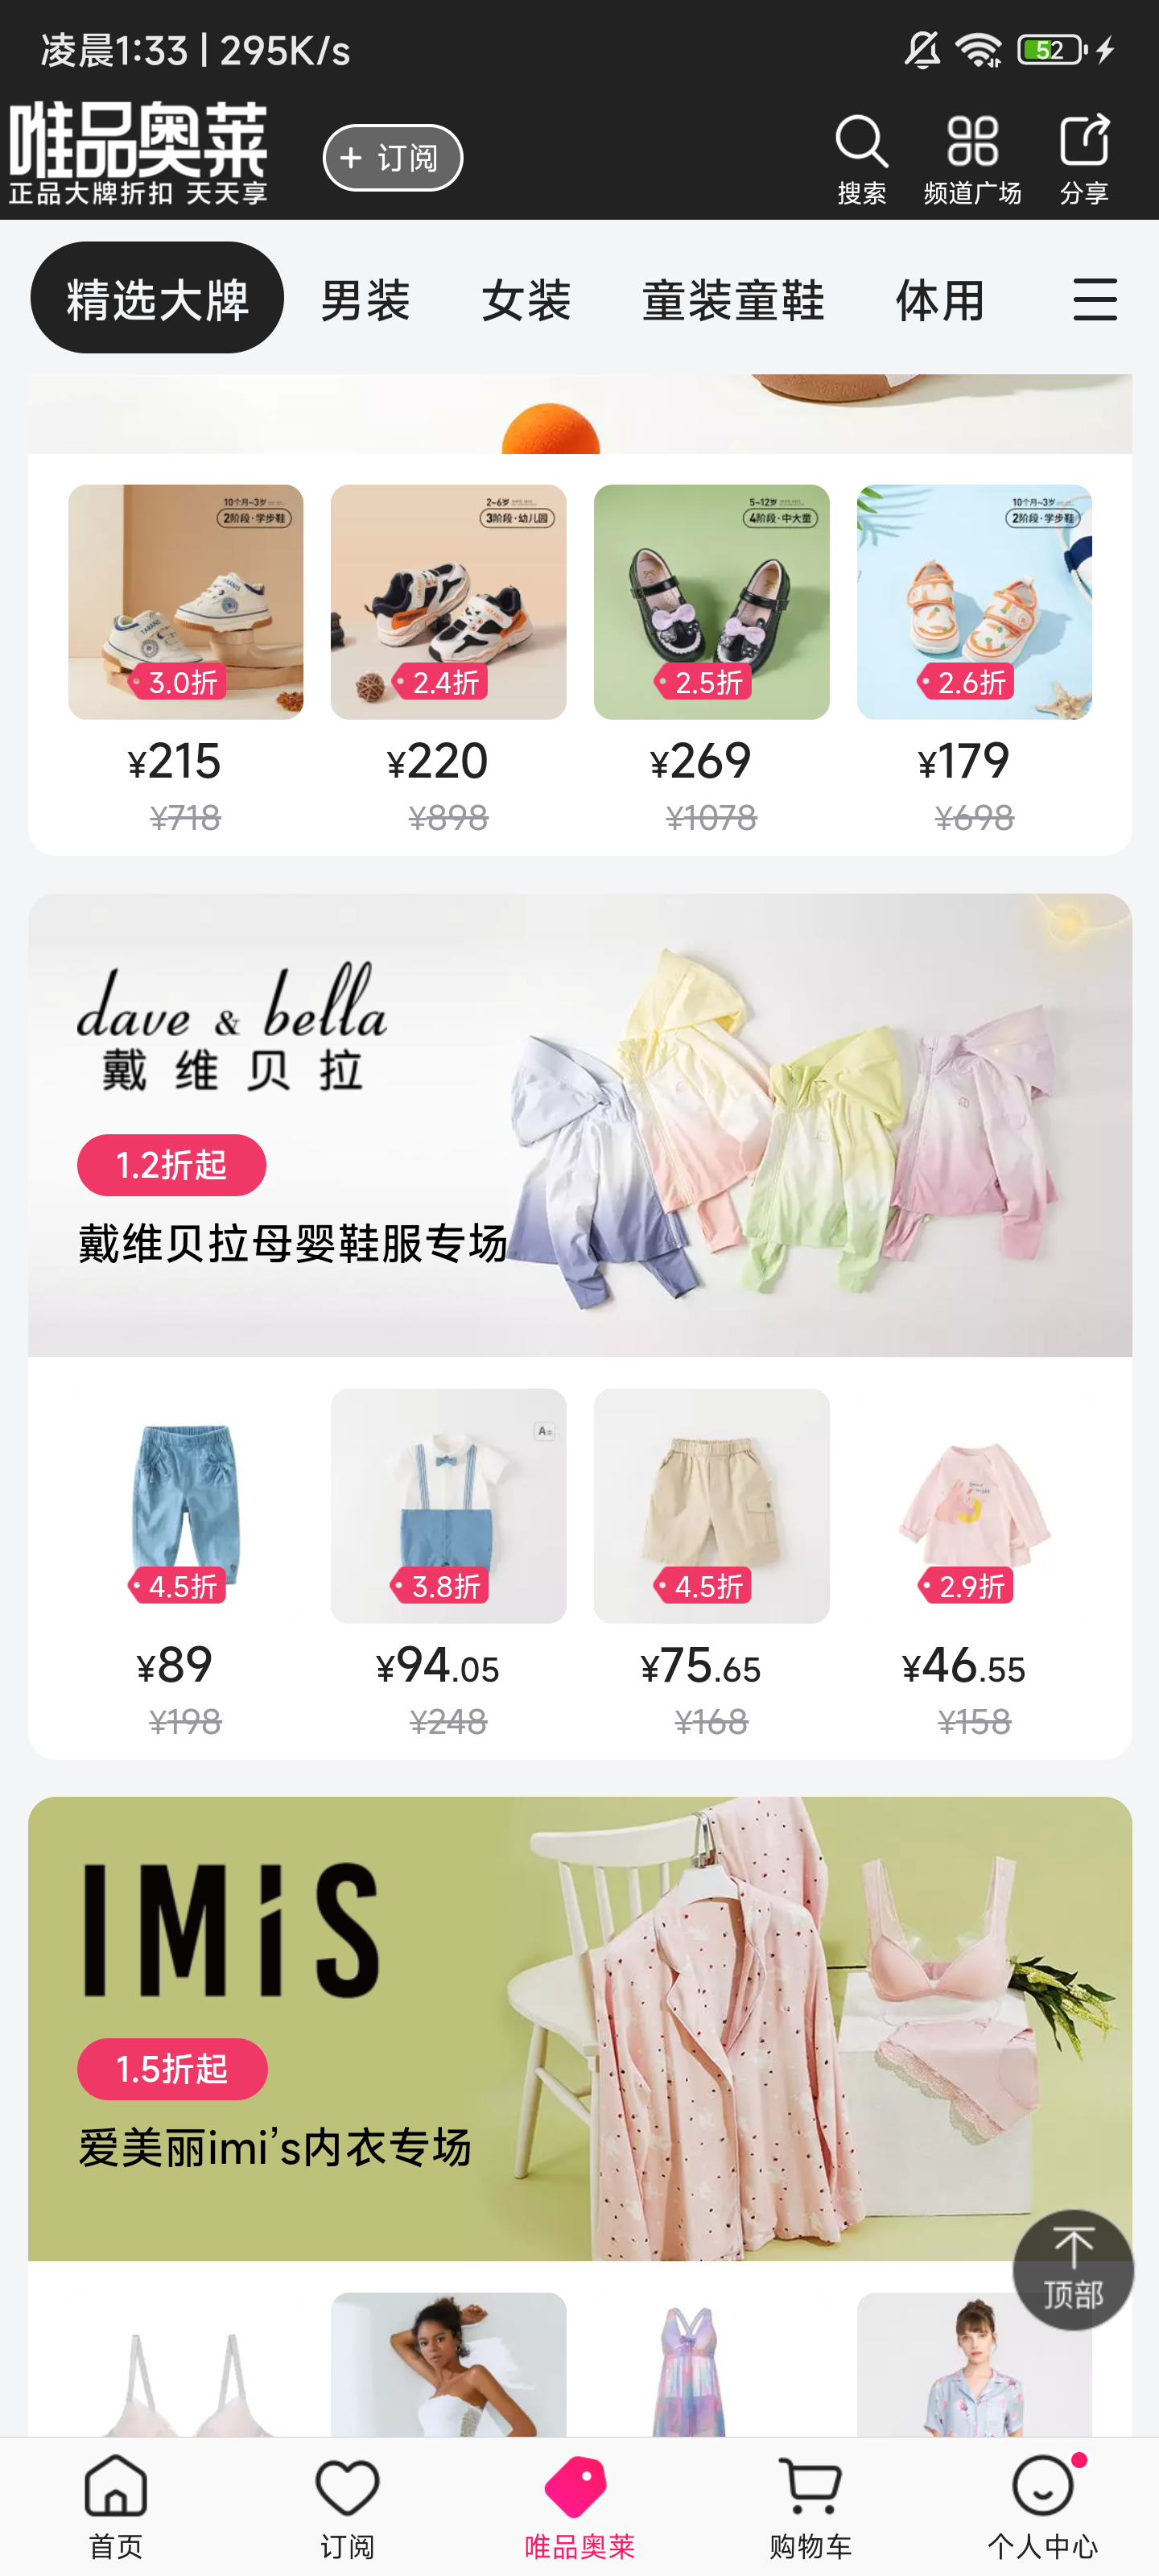 凌晨1:33 | 295K/s
52
唯品奥莱
正品大牌折扣 天天享
+ 订阅
搜索
频道广场
分享
精选大牌
男装
女装
童装童鞋
体用
10个月~3岁
2阶段·学步鞋
2~6岁
3阶段·幼儿园
5~12岁
4阶段·中大童
10个月~3岁
2阶段·学步鞋
3.0折
2.4折
2.5折
2.6折
¥215
¥220
¥269
¥179
¥718
¥898
¥1078
¥698
dave & bella
戴维贝拉
1.2折起
戴维贝拉母婴鞋服专场
4.5折
3.8折
4.5折
2.9折
¥89
¥94.05
¥75.65
¥46.55
¥198
¥248
¥168
¥158
IMiS
1.5折起
爱美丽imi's内衣专场
顶部
首页
订阅
唯品奥莱
购物车
个人中心